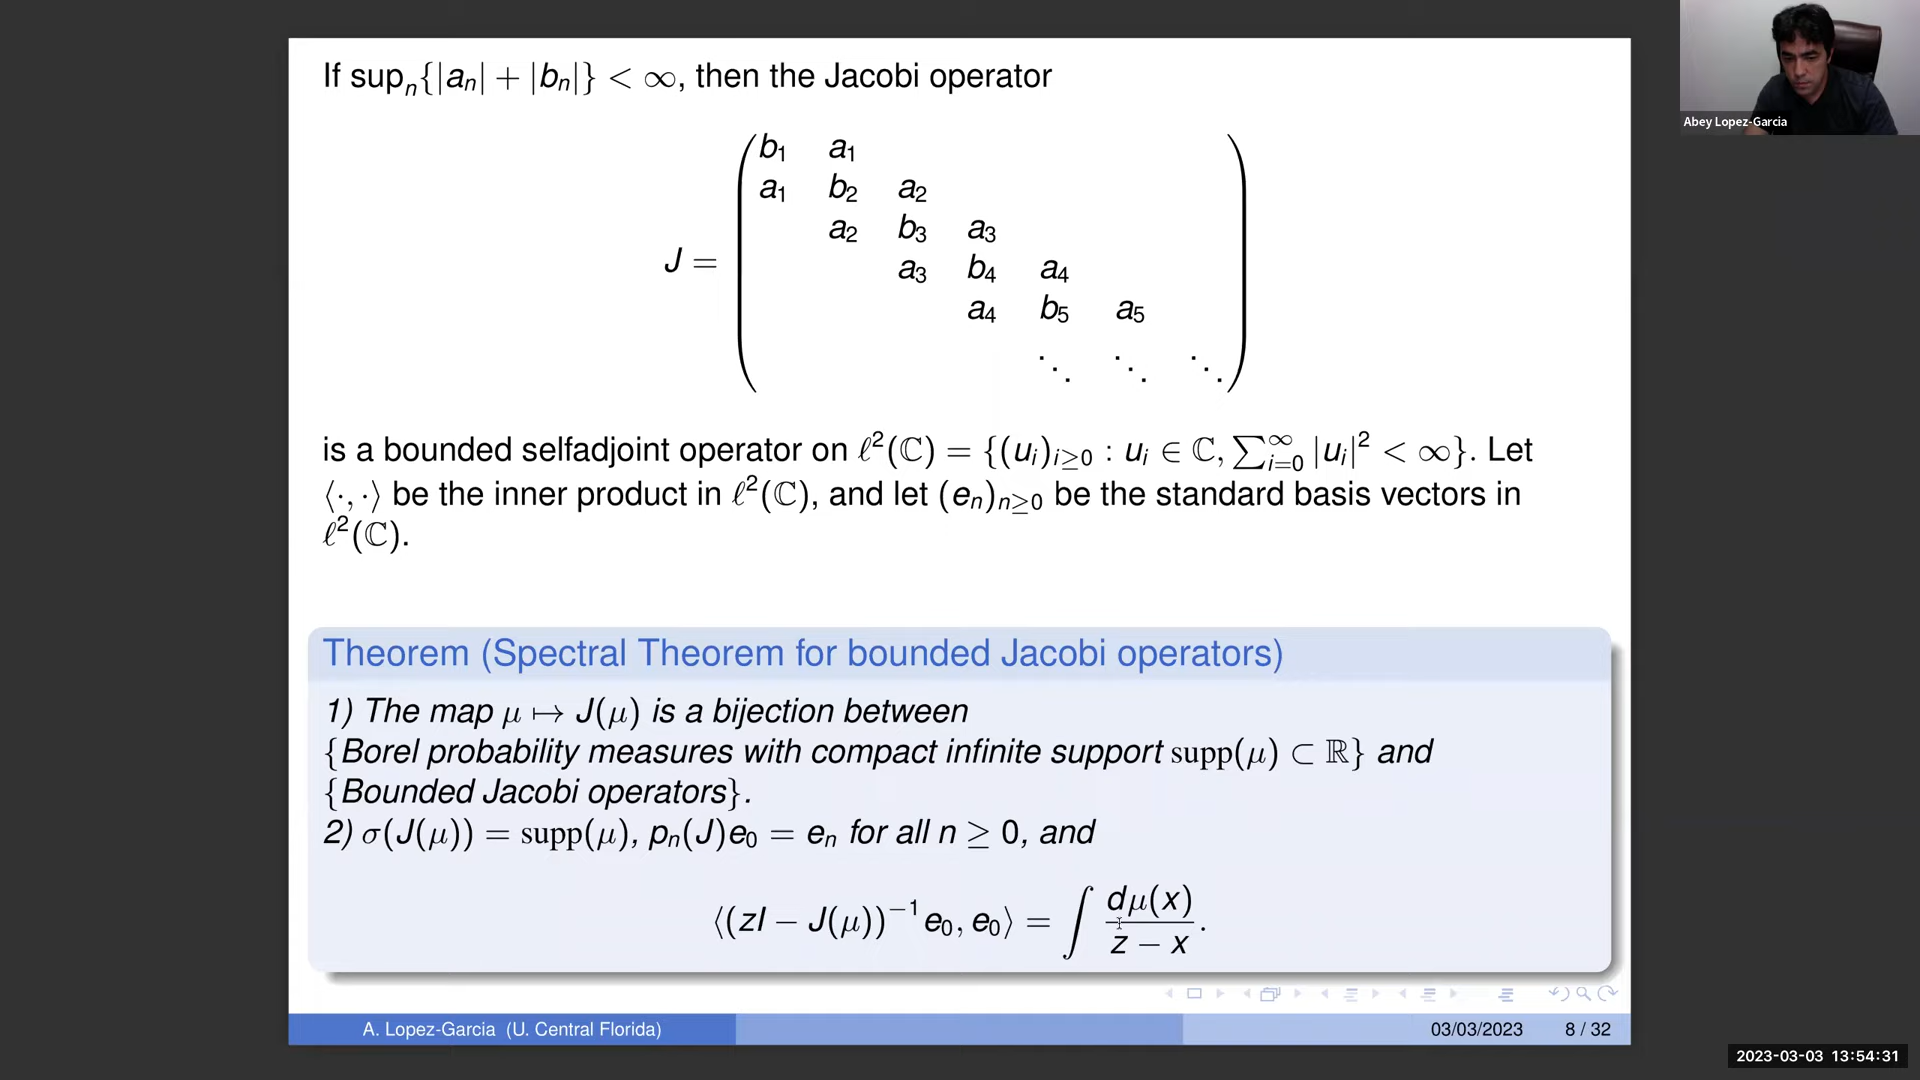 If sup_n{|a_n| + |b_n|} < ∞, then the Jacobi operator
b_1 a_1
a_1 b_2 a_2
a_2 b_3 a_3
J = a_3 b_4 a_4
a_4 b_5 a_5
⋱ ⋱ ⋱
is a bounded selfadjoint operator on ℓ²(ℂ) = {(u_i)_{i≥0} : u_i ∈ ℂ, ∑_{i=0}^∞ |u_i|² < ∞}. Let
⟨·, ·⟩ be the inner product in ℓ²(ℂ), and let (e_n)_{n≥0} be the standard basis vectors in
ℓ²(ℂ).
Theorem (Spectral Theorem for bounded Jacobi operators)
1) The map μ ↦ J(μ) is a bijection between
{Borel probability measures with compact infinite support supp(μ) ⊂ ℝ} and
{Bounded Jacobi operators}.
2) σ(J(μ)) = supp(μ), p_n(J)e_0 = e_n for all n ≥ 0, and
⟨(zI − J(μ))^{−1} e_0, e_0⟩ = ∫ dμ(x) / (z − x).
A. Lopez-Garcia (U. Central Florida) 03/03/2023 8 / 32
Abey Lopez-Garcia
2023-03-03 13:54:31